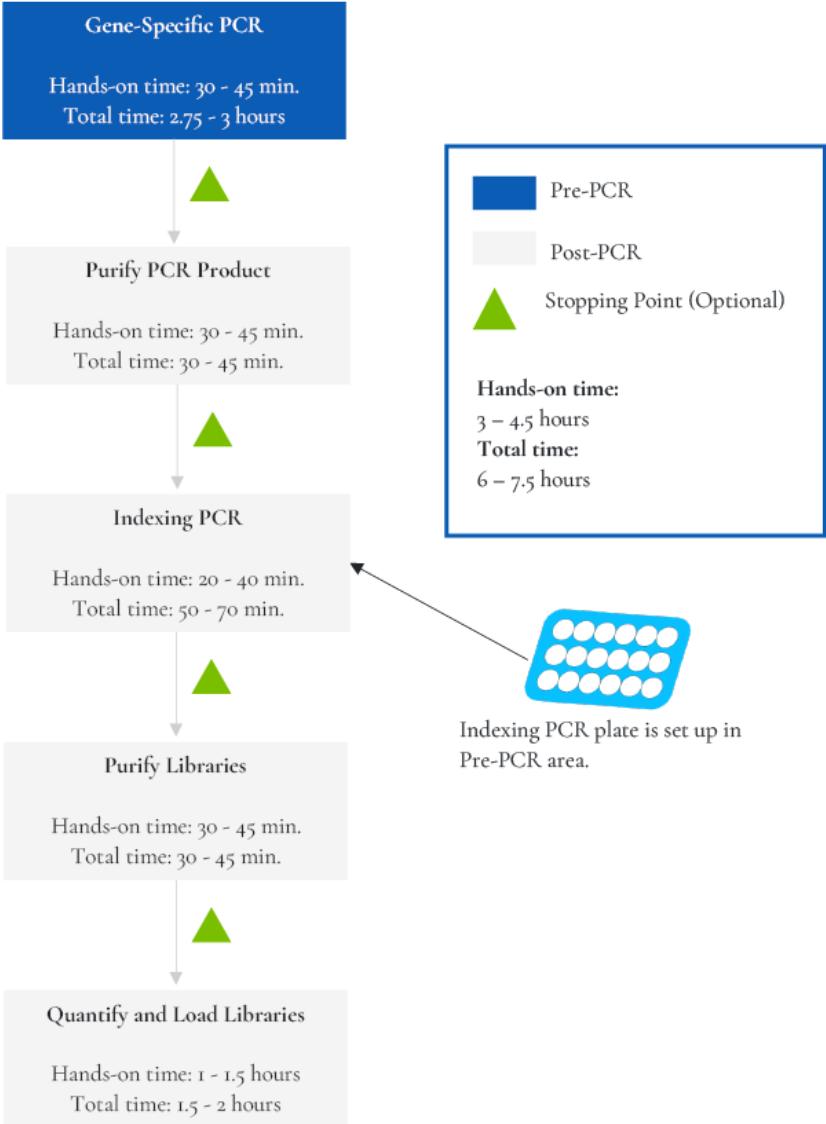 Gene-Specific PCR
Hands-on time: 30 - 45 min.
Total time: 2.75 - 3 hours
Purify PCR Product
Hands-on time: 30 - 45 min.
Total time: 30 - 45 min.
Indexing PCR
Hands-on time: 20 - 40 min.
Total time: 50 - 70 min.
Purify Libraries
Hands-on time: 30 - 45 min.
Total time: 30 - 45 min.
Quantify and Load Libraries
Hands-on time: 1 - 1.5 hours
Total time: 1.5 - 2 hours
Pre-PCR
Post-PCR
Stopping Point (Optional)
Hands-on time:
3 – 4.5 hours
Total time:
6 – 7.5 hours
Indexing PCR plate is set up in
Pre-PCR area.